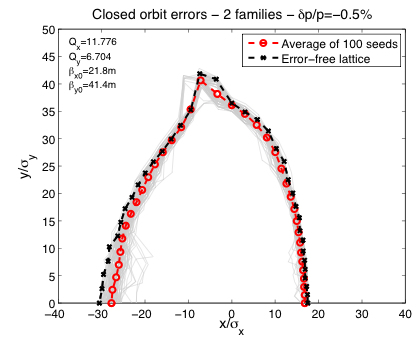 Closed orbit errors – 2 families – δp/p=–0.5%
Qx=11.776
Qy=6.704
βx0=21.8m
βy0=41.4m
Average of 100 seeds
Error-free lattice
y/σy
50
45
40
35
30
25
20
15
10
5
0
−40 −30 −20 −10 0 10 20 30 40
x/σx